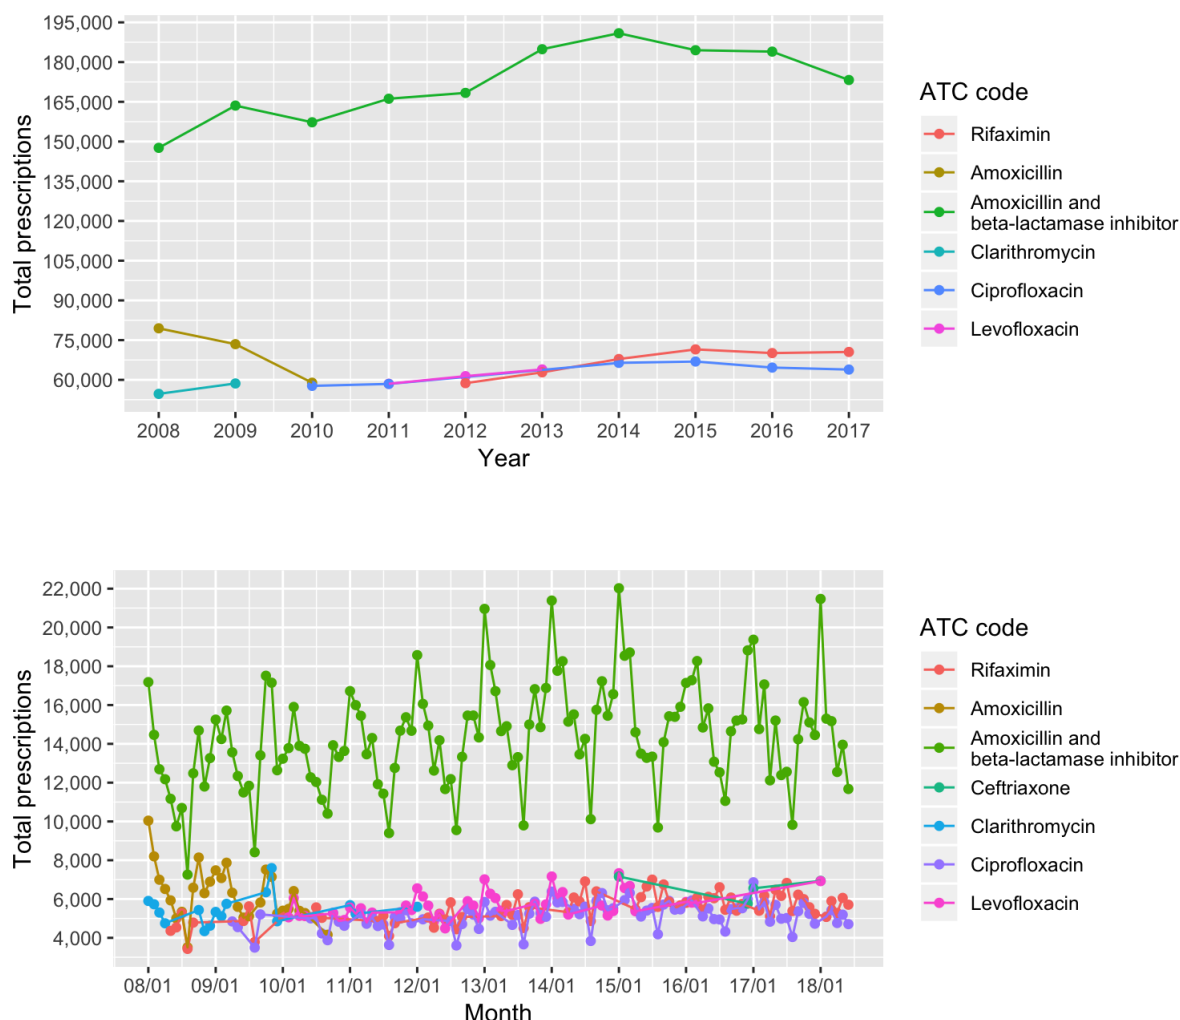 195,000
180,000
165,000
150,000
135,000
120,000
105,000
90,000
75,000
60,000
Total prescriptions
2008 2009 2010 2011 2012 2013 2014 2015 2016 2017
Year
ATC code
Rifaximin
Amoxicillin
Amoxicillin and
beta-lactamase inhibitor
Clarithromycin
Ciprofloxacin
Levofloxacin
22,000
20,000
18,000
16,000
14,000
12,000
10,000
8,000
6,000
4,000
Total prescriptions
08/01 09/01 10/01 11/01 12/01 13/01 14/01 15/01 16/01 17/01 18/01
Month
ATC code
Rifaximin
Amoxicillin
Amoxicillin and
beta-lactamase inhibitor
Ceftriaxone
Clarithromycin
Ciprofloxacin
Levofloxacin